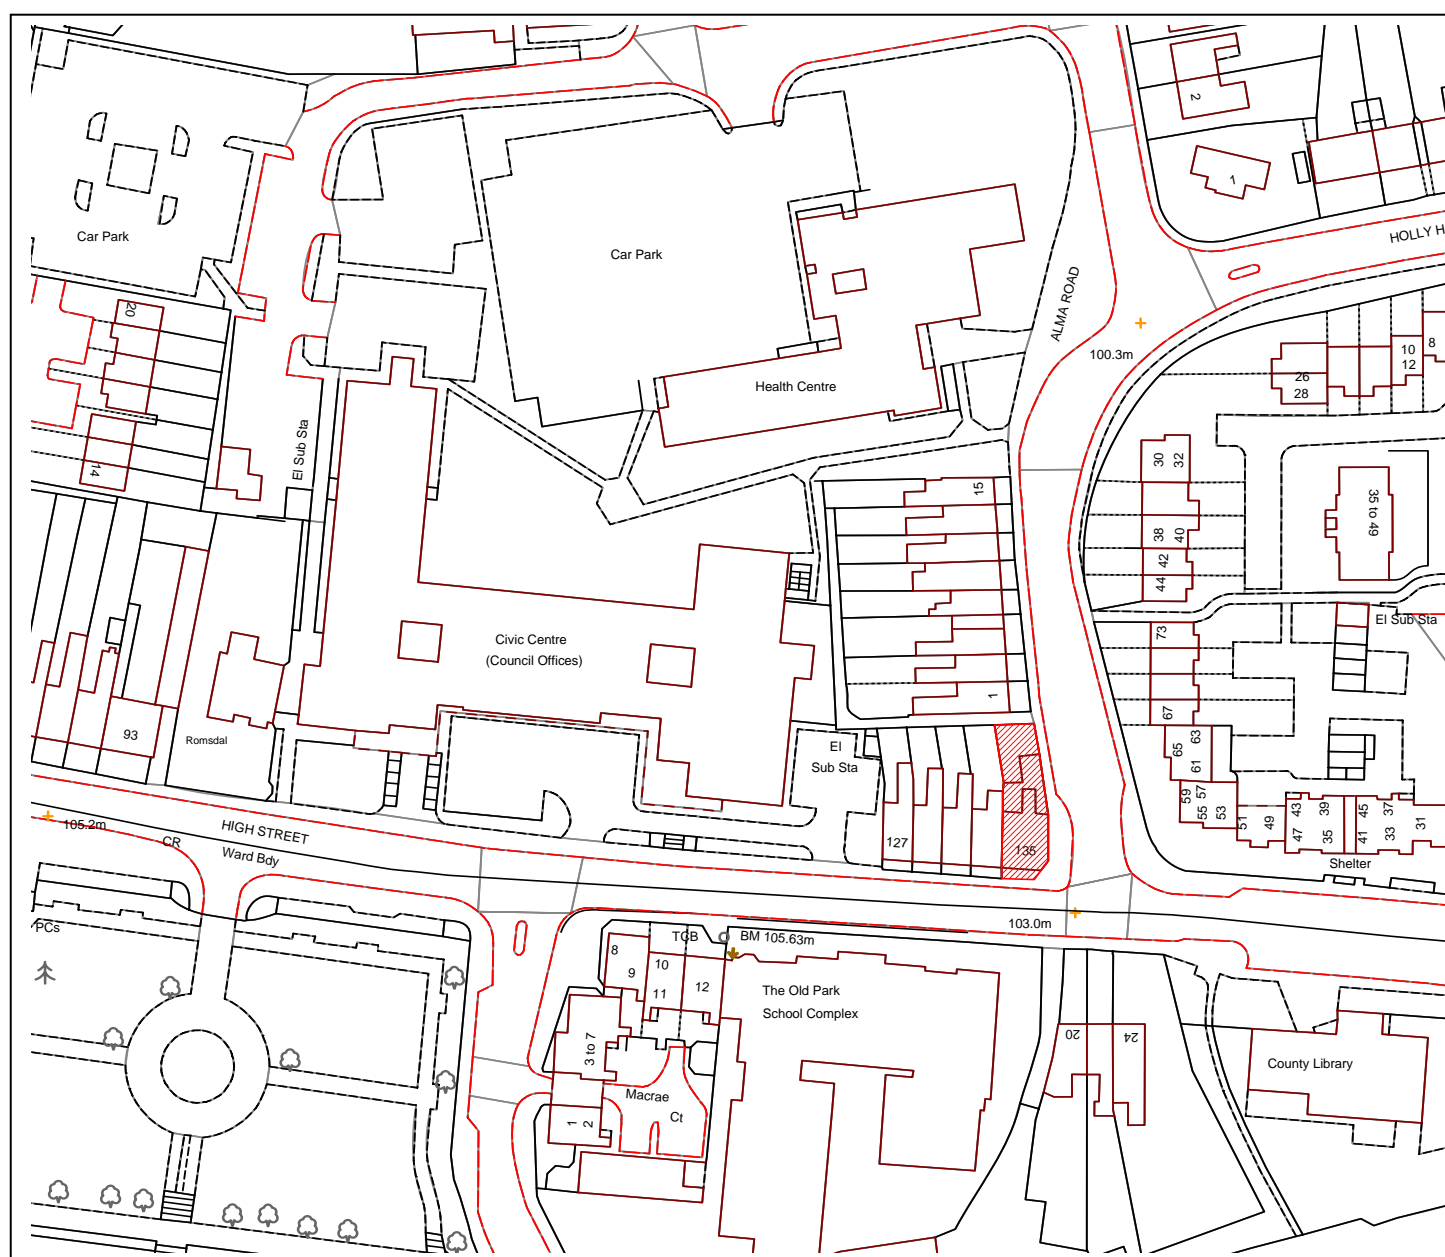 2
1
HOLLY H
Car Park
Car Park
ALMA ROAD
20
100.3m
8
10
12
26
28
Health Centre
14
El Sub Sta
30
32
15
35 to 49
38
40
42
44
El Sub Sta
73
Civic Centre
(Council Offices)
1
67
63
65
61
93
Romsdal
El
Sub Sta
59
57
55
53
51
49
43
47
39
35
45
41
37
33
31
105.2m
HIGH STREET
CR
Ward Bdy
127
135
Shelter
PCs
TCB
BM 105.63m
103.0m
8
9
10
11
12
The Old Park
School Complex
3 to 7
20
24
County Library
Macrae
Ct
1
2